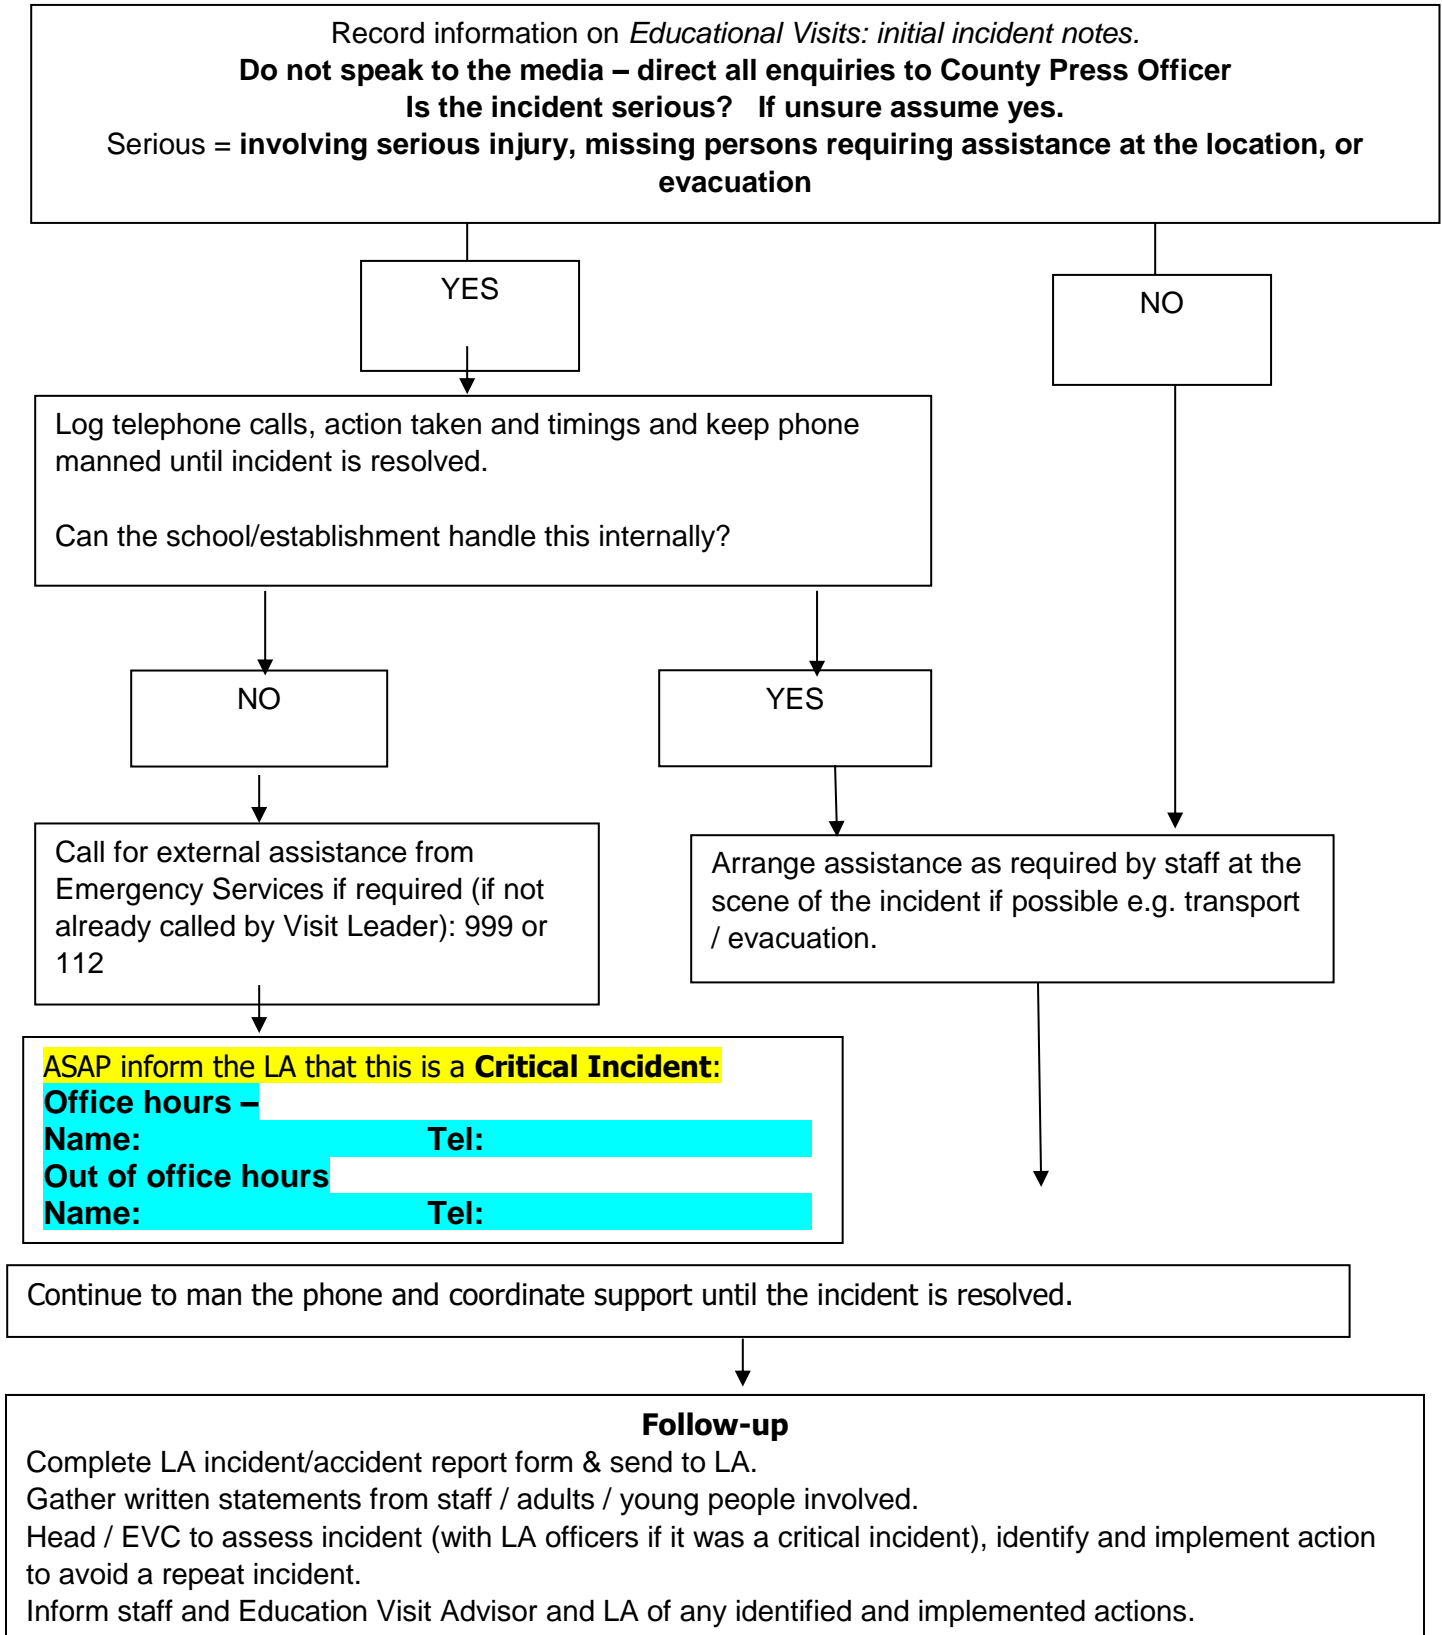 Record information on Educational Visits: initial incident notes.
Do not speak to the media – direct all enquiries to County Press Officer
Is the incident serious?   If unsure assume yes.
Serious = involving serious injury, missing persons requiring assistance at the location, or
evacuation
YES
NO
Log telephone calls, action taken and timings and keep phone
manned until incident is resolved.
Can the school/establishment handle this internally?
NO
YES
Call for external assistance from
Emergency Services if required (if not
already called by Visit Leader): 999 or
112
Arrange assistance as required by staff at the
scene of the incident if possible e.g. transport
/ evacuation.
ASAP inform the LA that this is a Critical Incident:
Office hours –
Name: Tel:
Out of office hours
Name: Tel:
Continue to man the phone and coordinate support until the incident is resolved.
Follow-up
Complete LA incident/accident report form & send to LA.
Gather written statements from staff / adults / young people involved.
Head / EVC to assess incident (with LA officers if it was a critical incident), identify and implement action
to avoid a repeat incident.
Inform staff and Education Visit Advisor and LA of any identified and implemented actions.